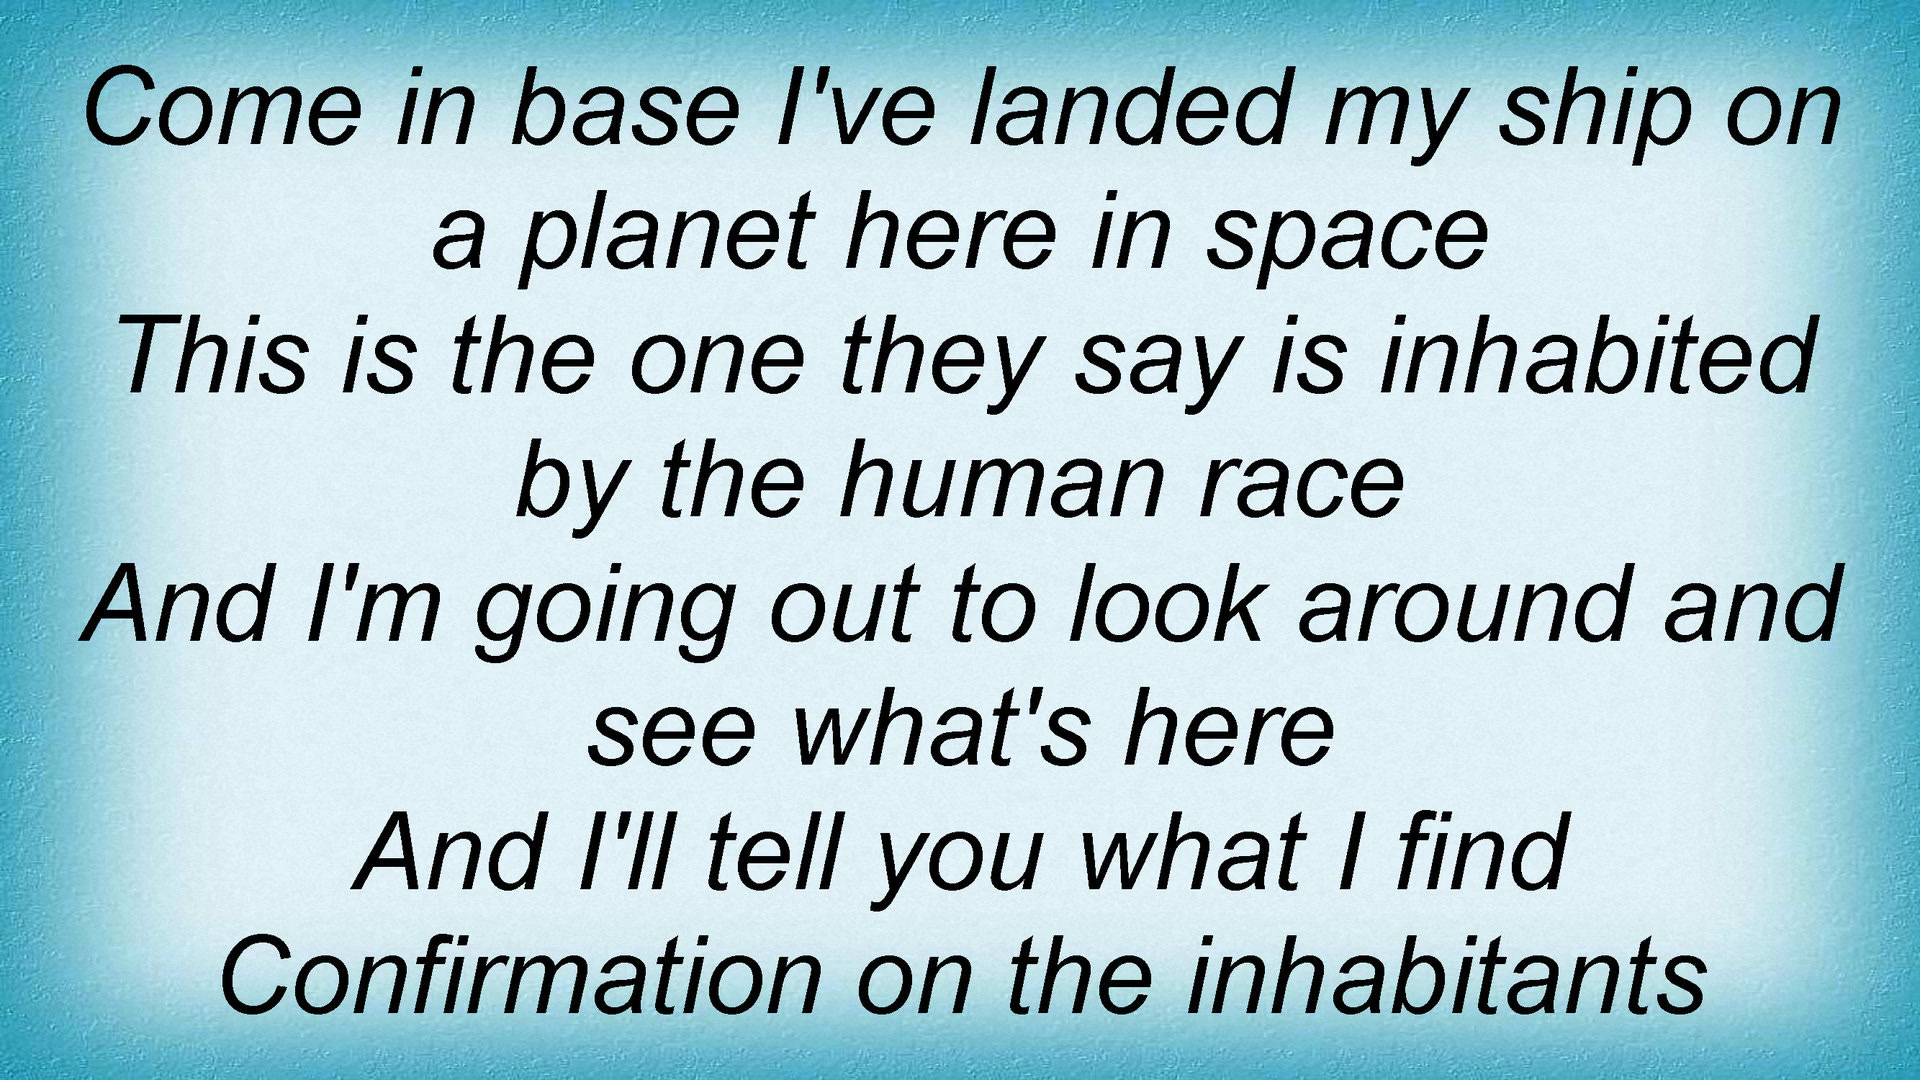 Come in base I've landed my ship on
a planet here in space
This is the one they say is inhabited
by the human race
And I'm going out to look around and
see what's here
And I'll tell you what I find
Confirmation on the inhabitants